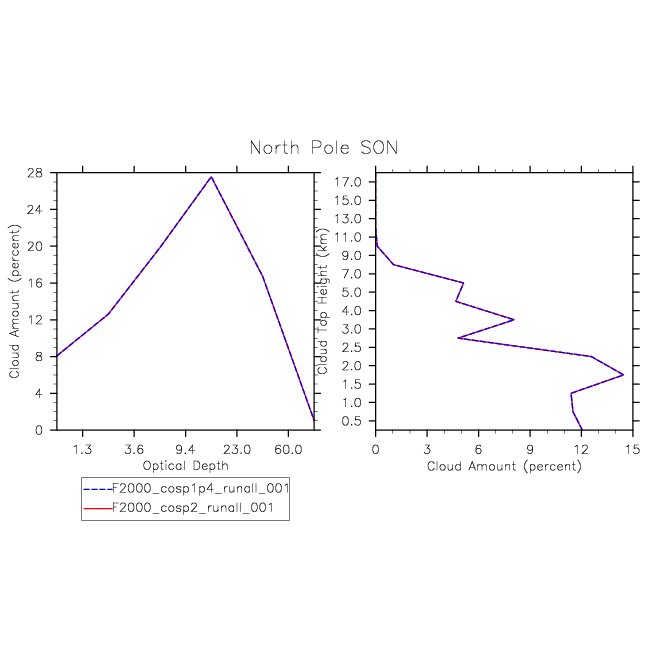 North Pole SON
Cloud Amount (percent)
28
24
20
16
12
8
4
0
1.3 3.6 9.4 23.0 60.0
Optical Depth
Cloud Top Height (km)
17.0
15.0
13.0
11.0
9.0
7.0
5.0
4.0
3.0
2.5
2.0
1.5
1.0
0.5
0 3 6 9 12 15
Cloud Amount (percent)
F2000_cosp1p4_runall_001
F2000_cosp2_runall_001